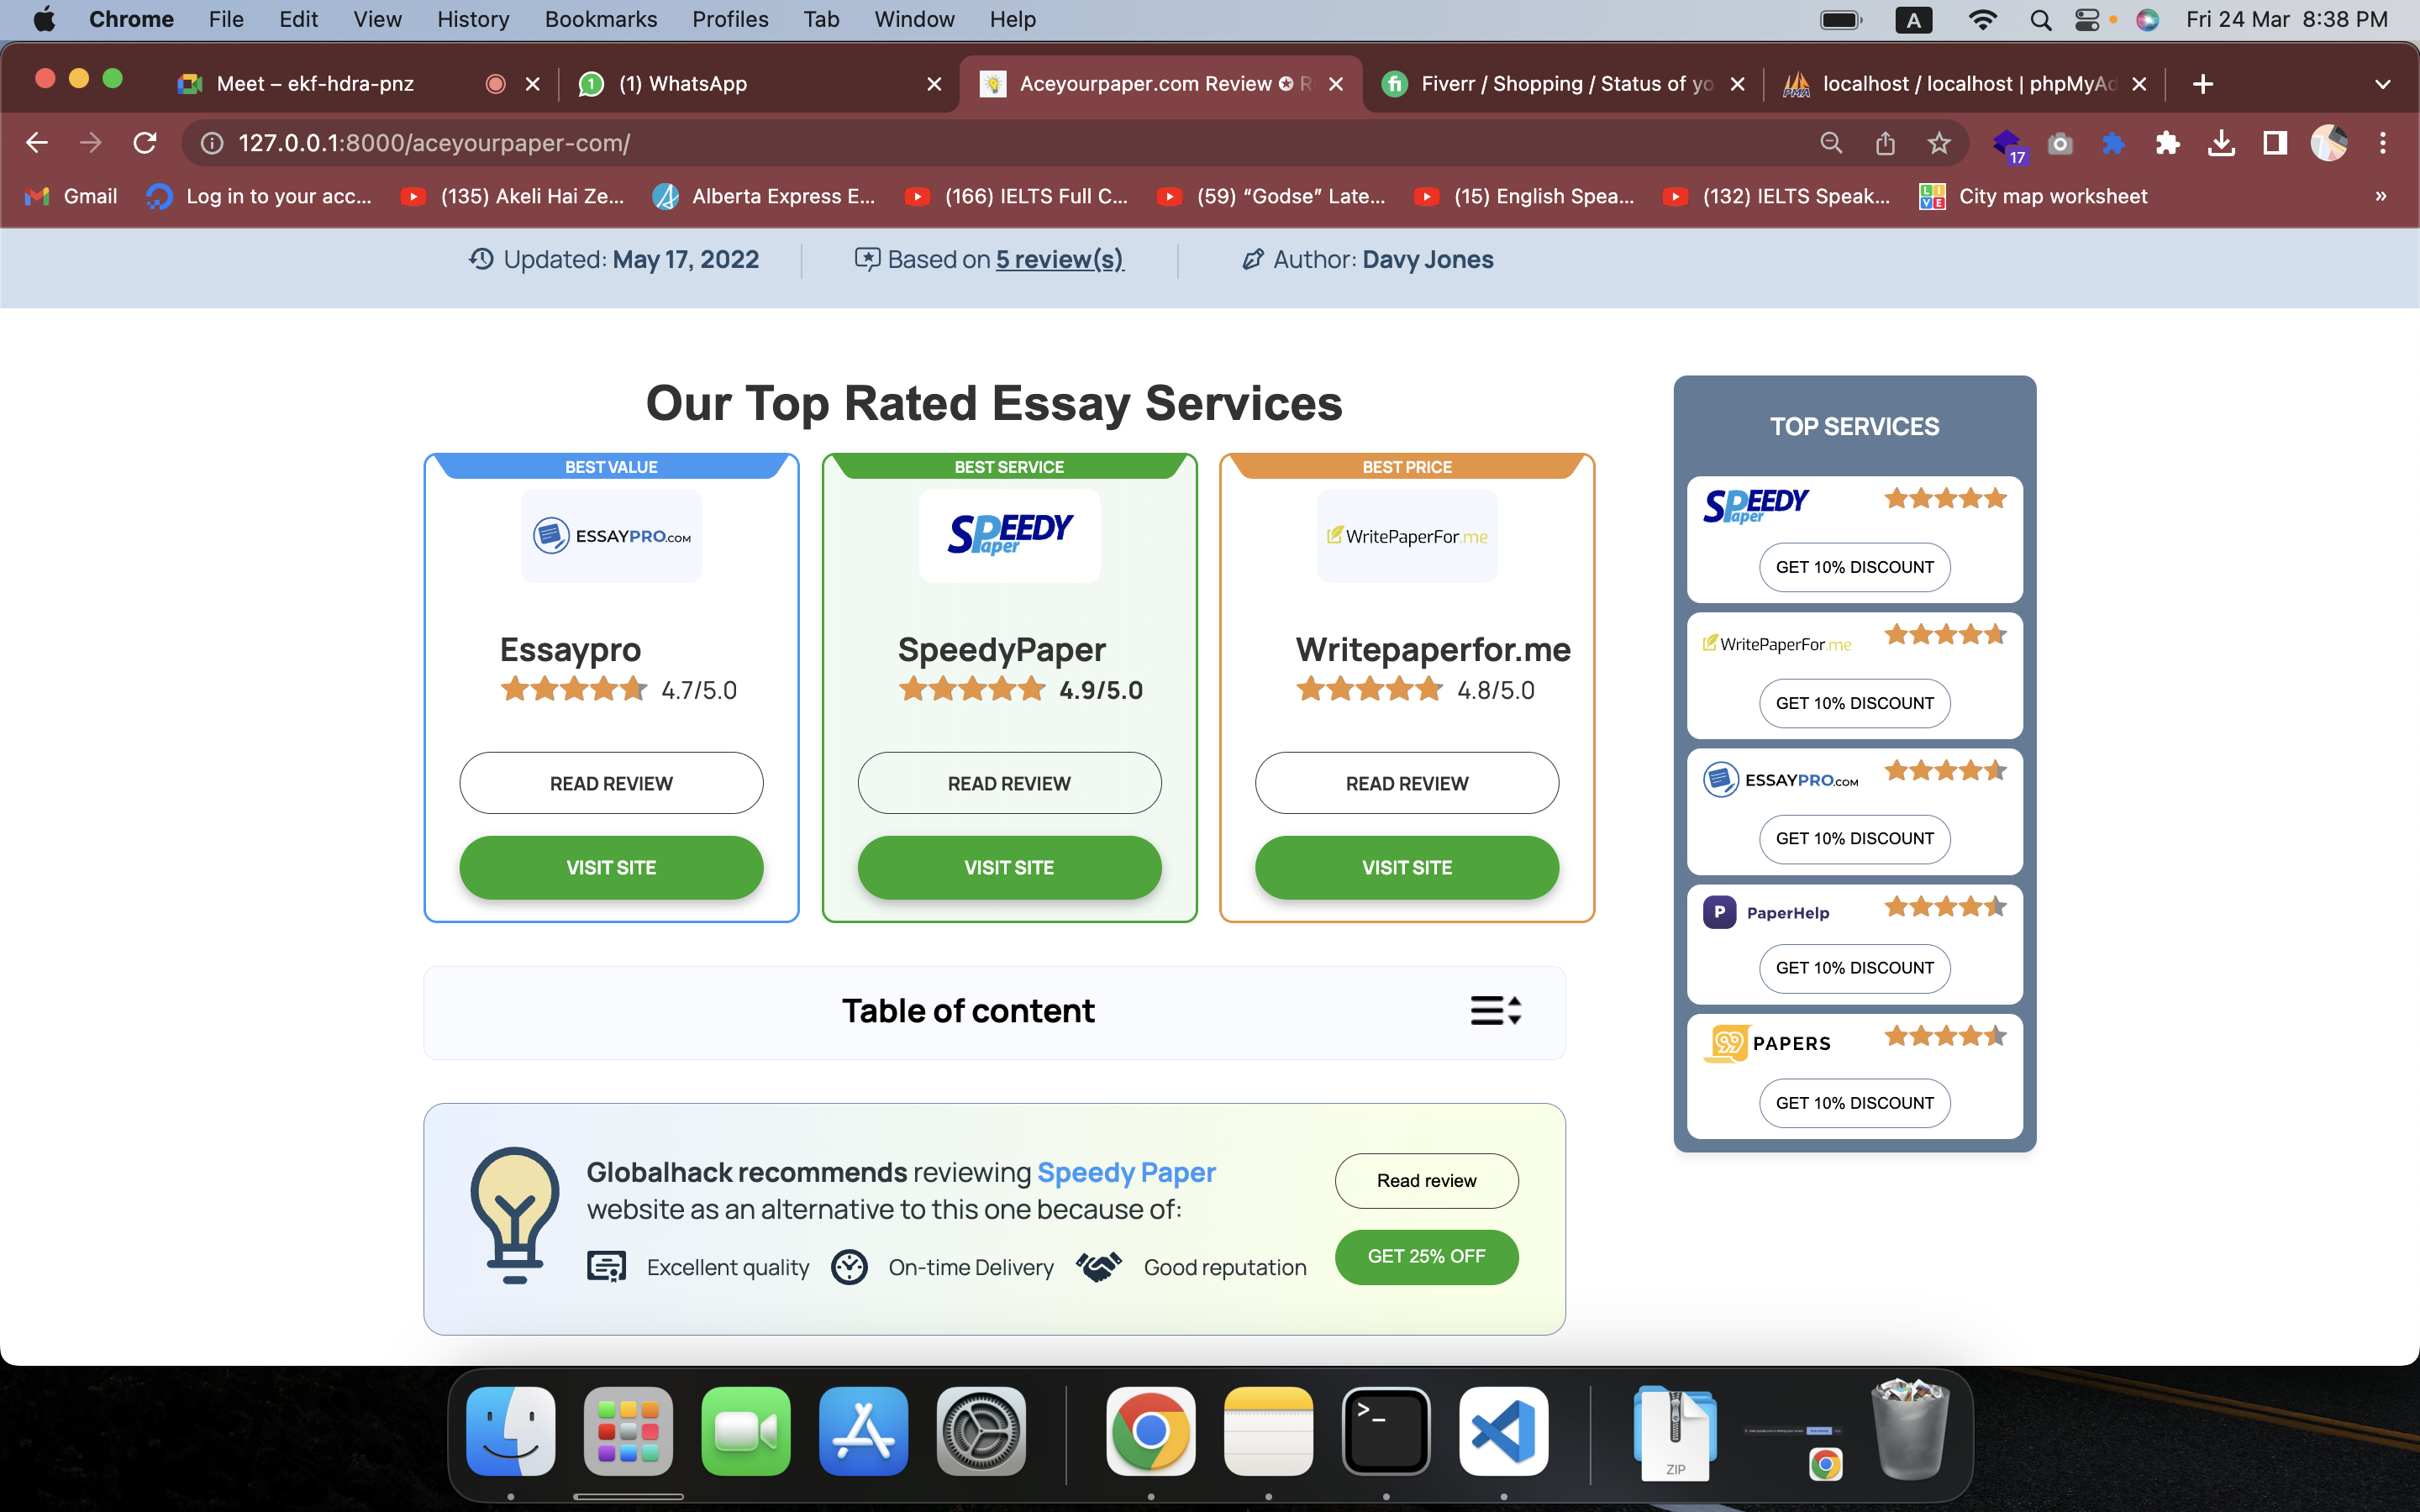 Chrome File Edit View History Bookmarks Profiles Tab Window Help A Fri 24 Mar 8:38 PM
Meet – ekf-hdra-pnz 1 (1) WhatsApp Aceyourpaper.com Review ✪ R fi Fiverr / Shopping / Status of yo PMA localhost / localhost | phpMyAd
127.0.0.1:8000/aceyourpaper-com/ 17
Gmail Log in to your acc... (135) Akeli Hai Ze... Alberta Express E... (166) IELTS Full C... (59) “Godse” Late... (15) English Spea... (132) IELTS Speak... LIVE City map worksheet »
Updated: May 17, 2022 Based on 5 review(s) Author: Davy Jones
Our Top Rated Essay Services
BEST VALUE
ESSAYPRO.COM
Essaypro
4.7/5.0
READ REVIEW
VISIT SITE
BEST SERVICE
SPEEDY
Paper
SpeedyPaper
4.9/5.0
READ REVIEW
VISIT SITE
BEST PRICE
WritePaperFor.me
Writepaperfor.me
4.8/5.0
READ REVIEW
VISIT SITE
Table of content
Globalhack recommends reviewing Speedy Paper
website as an alternative to this one because of:
Excellent quality On-time Delivery Good reputation
Read review
GET 25% OFF
TOP SERVICES
SPEEDY
Paper
GET 10% DISCOUNT
WritePaperFor.me
GET 10% DISCOUNT
ESSAYPRO.COM
GET 10% DISCOUNT
P PaperHelp
GET 10% DISCOUNT
99 PAPERS
GET 10% DISCOUNT
>_
ZIP